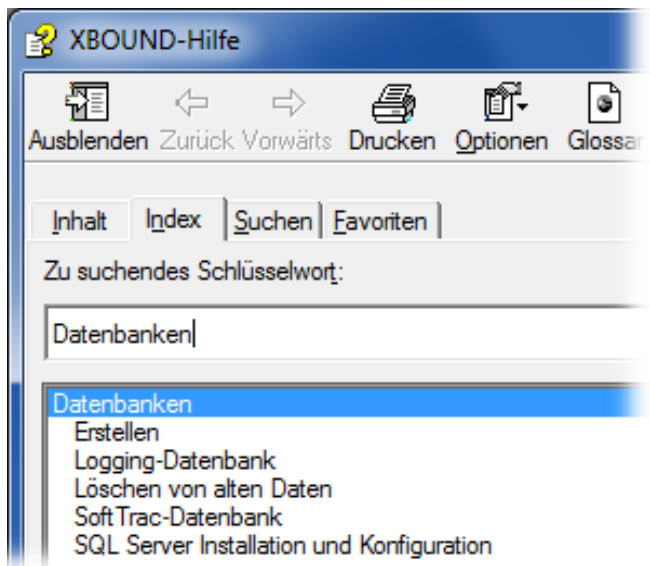 XBOUND-Hilfe
Ausblenden Zurück Vorwärts Drucken Optionen Glossar
Inhalt Index Suchen Favoriten
Zu suchendes Schlüsselwort:
Datenbanken
Datenbanken
Erstellen
Logging-Datenbank
Löschen von alten Daten
SoftTrac-Datenbank
SQL Server Installation und Konfiguration